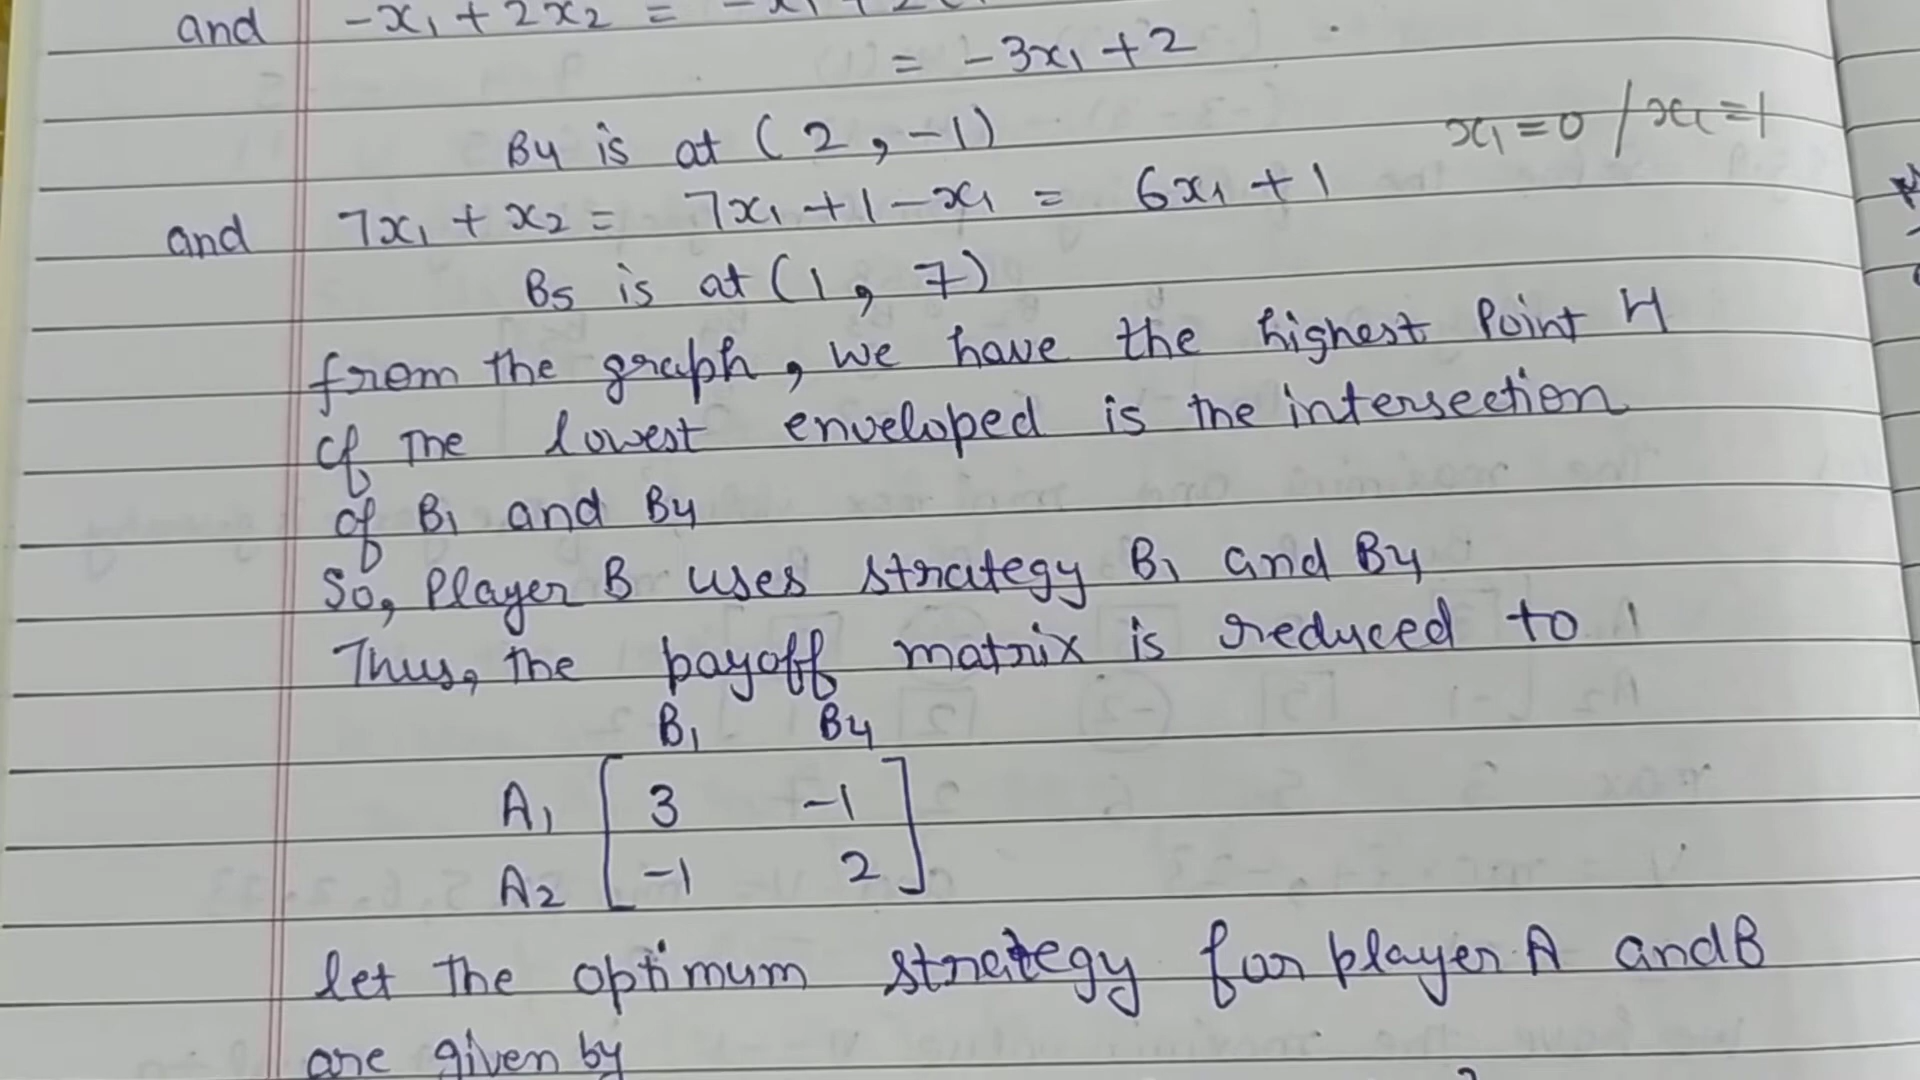 and -x₁ + 2x₂ =
= -3x₁ + 2
B4 is at (2, -1)
x₁ = 0 / x₁ = 1
and 7x₁ + x₂ = 7x₁ + 1 - x₁ = 6x₁ + 1
B5 is at (1, 7)
from the graph, we have the highest Point H
of The lowest enveloped is the intersection
of B₁ and B4
So, Player B uses strategy B₁ and B4
Thus, the payoff matrix is reduced to
B₁ B4
A₁ 3 -1
A2 -1 2
let the optimum strategy for player A and B
are given by